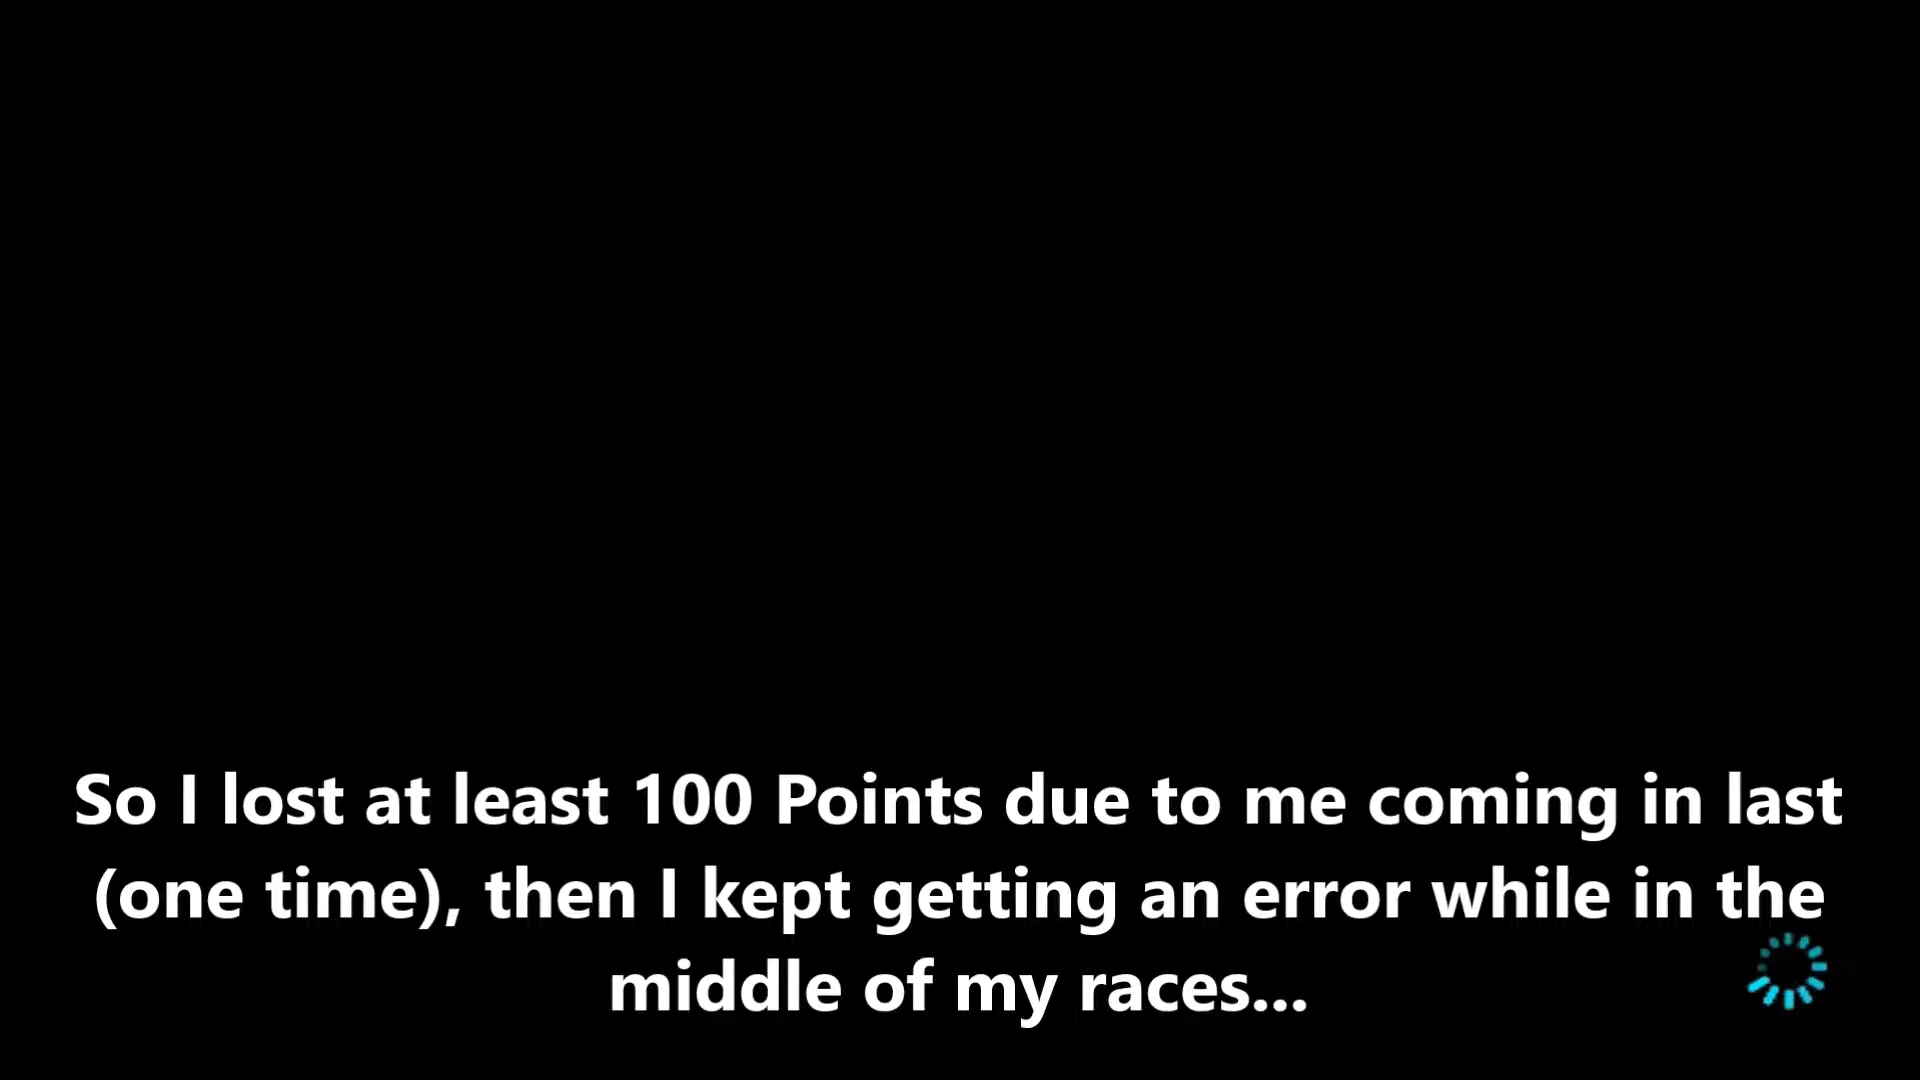 So I lost at least 100 Points due to me coming in last
(one time), then I kept getting an error while in the
middle of my races...